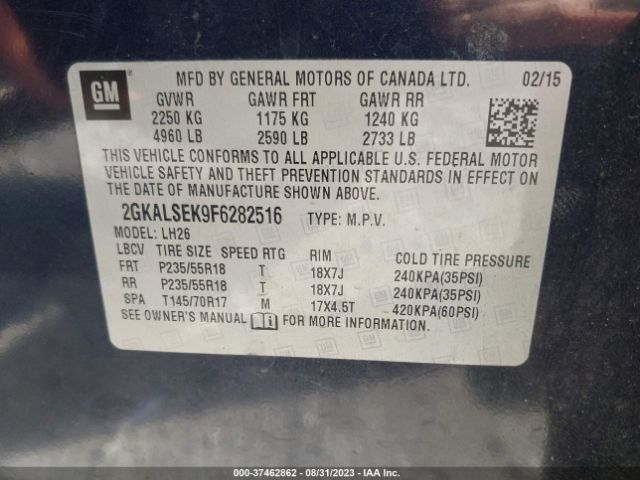 GM
MFD BY GENERAL MOTORS OF CANADA LTD. 02/15
GVWR GAWR FRT GAWR RR
2250 KG 1175 KG 1240 KG
4960 LB 2590 LB 2733 LB
THIS VEHICLE CONFORMS TO ALL APPLICABLE U.S. FEDERAL MOTOR
VEHICLE SAFETY AND THEFT PREVENTION STANDARDS IN EFFECT ON
THE DATE OF MANUFACTURE SHOWN ABOVE.
2GKALSEK9F6282516 TYPE: M.P.V.
MODEL: LH26
LBCV TIRE SIZE SPEED RTG RIM COLD TIRE PRESSURE
FRT P235/55R18 T 18X7J 240KPA(35PSI)
RR P235/55R18 T 18X7J 240KPA(35PSI)
SPA T145/70R17 M 17X4.5T 420KPA(60PSI)
SEE OWNER'S MANUAL FOR MORE INFORMATION.
000-37462862 - 08/31/2023 - IAA Inc.